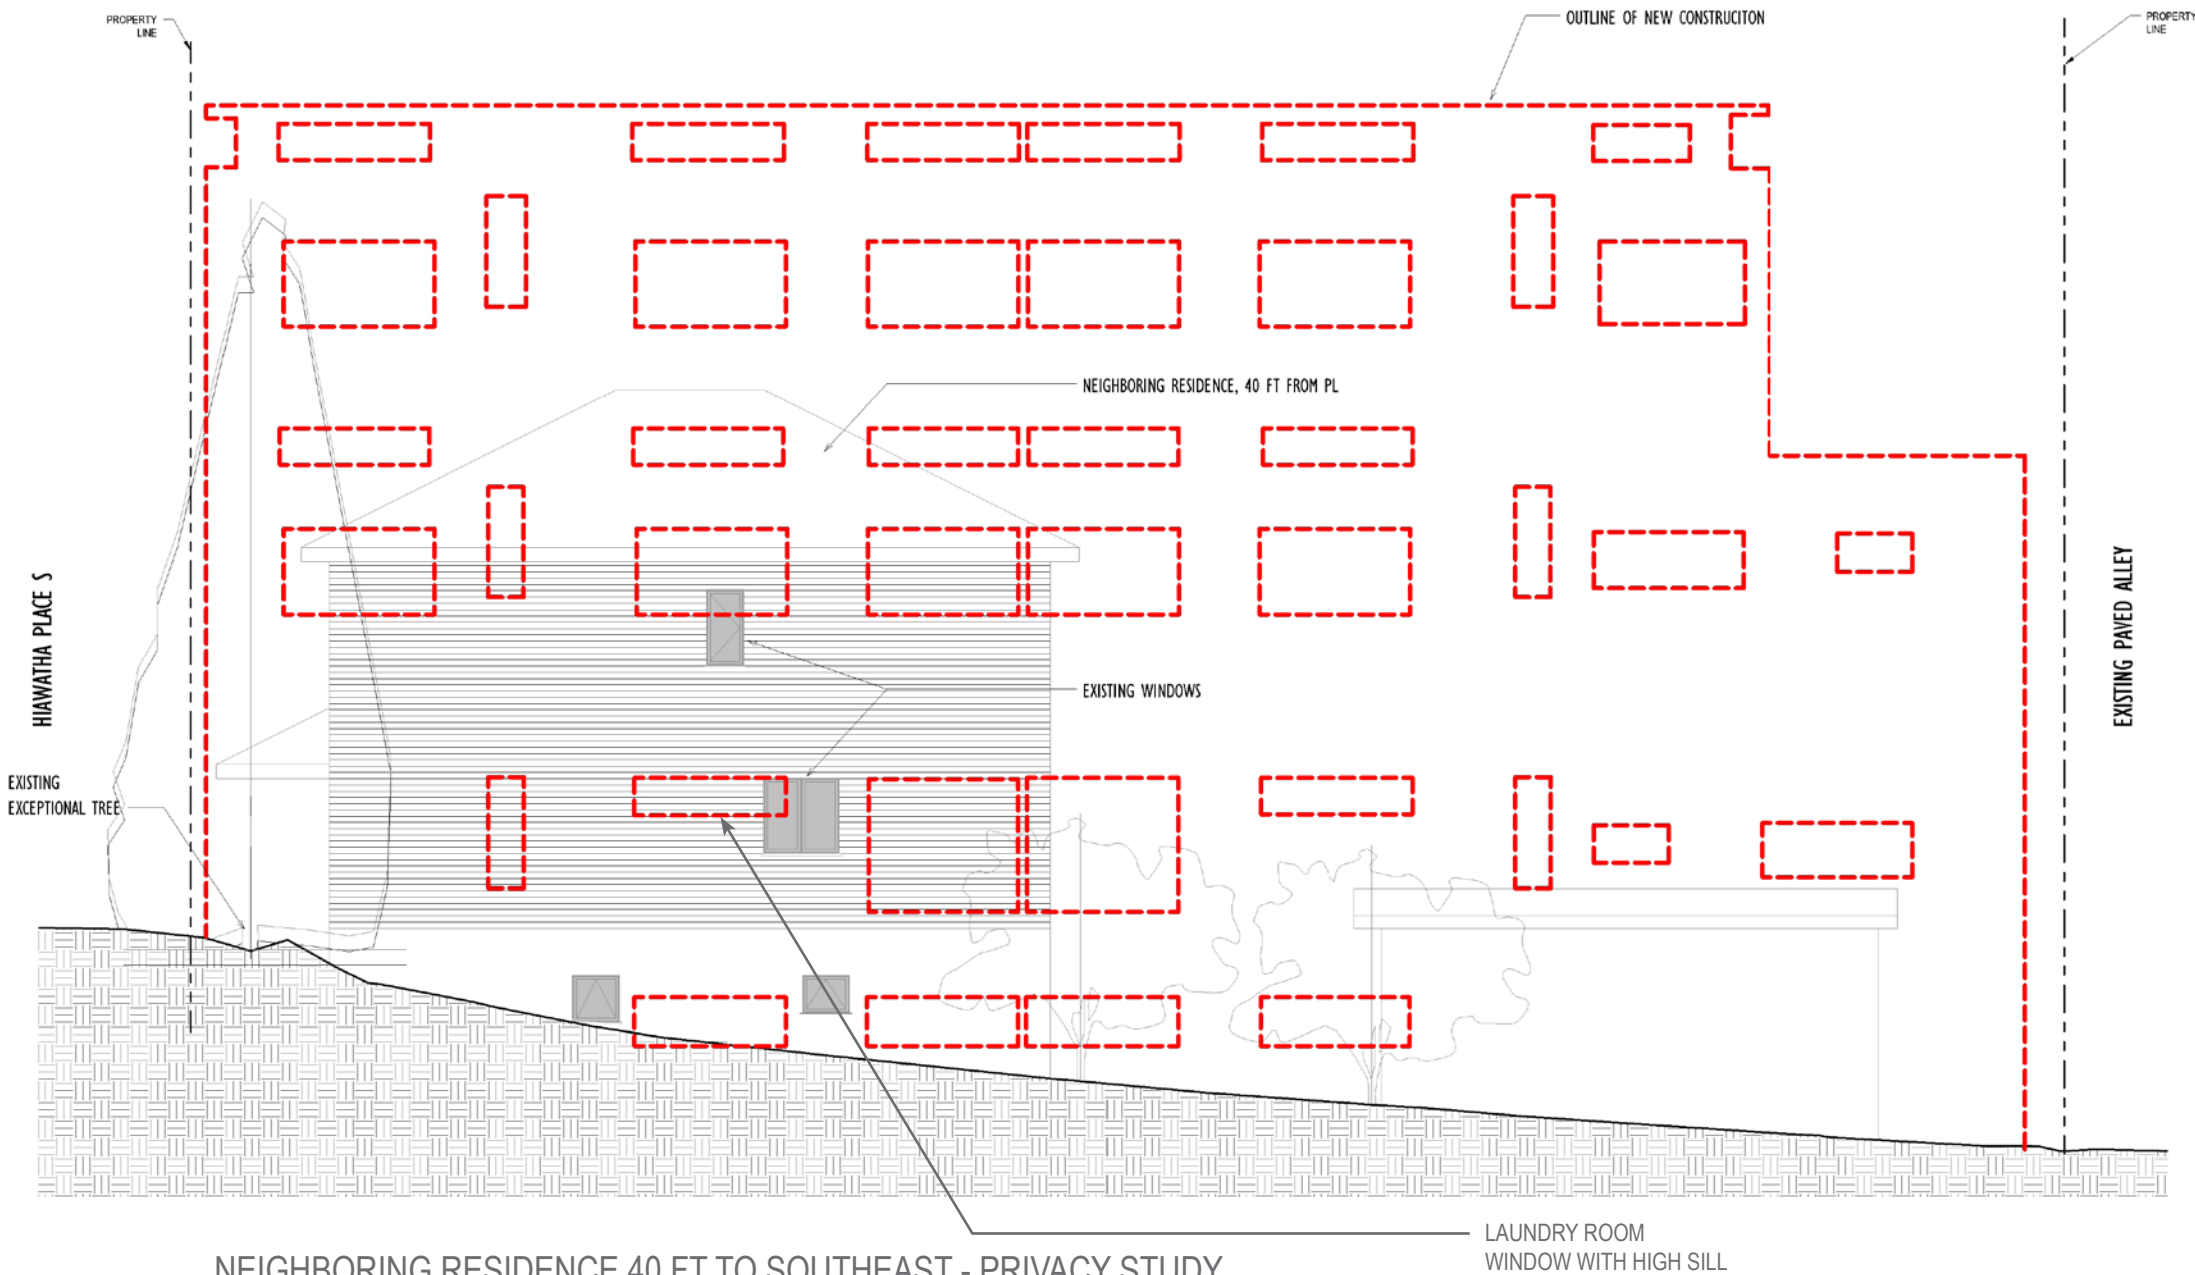 PROPERTY
LINE
OUTLINE OF NEW CONSTRUCITON
PROPERTY
LINE
NEIGHBORING RESIDENCE, 40 FT FROM PL
HIAWATHA PLACE S
EXISTING PAVED ALLEY
EXISTING WINDOWS
EXISTING
EXCEPTIONAL TREE
LAUNDRY ROOM
WINDOW WITH HIGH SILL
NEIGHBORING RESIDENCE 40 FT TO SOUTHEAST - PRIVACY STUDY